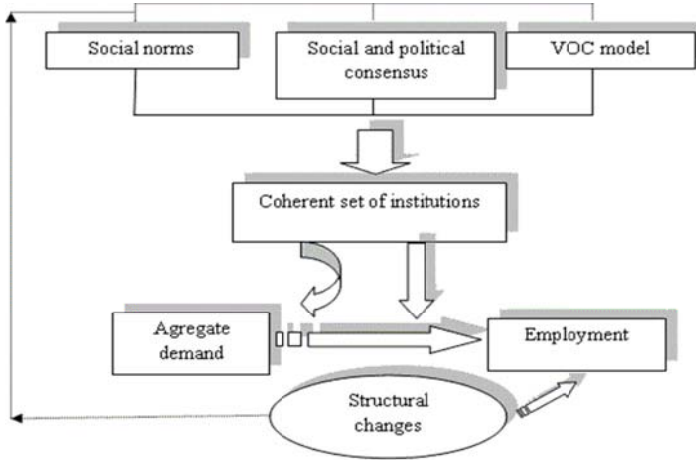 Social norms
Social and political
consensus
VOC model
Coherent set of institutions
Agregate
demand
Employment
Structural
changes